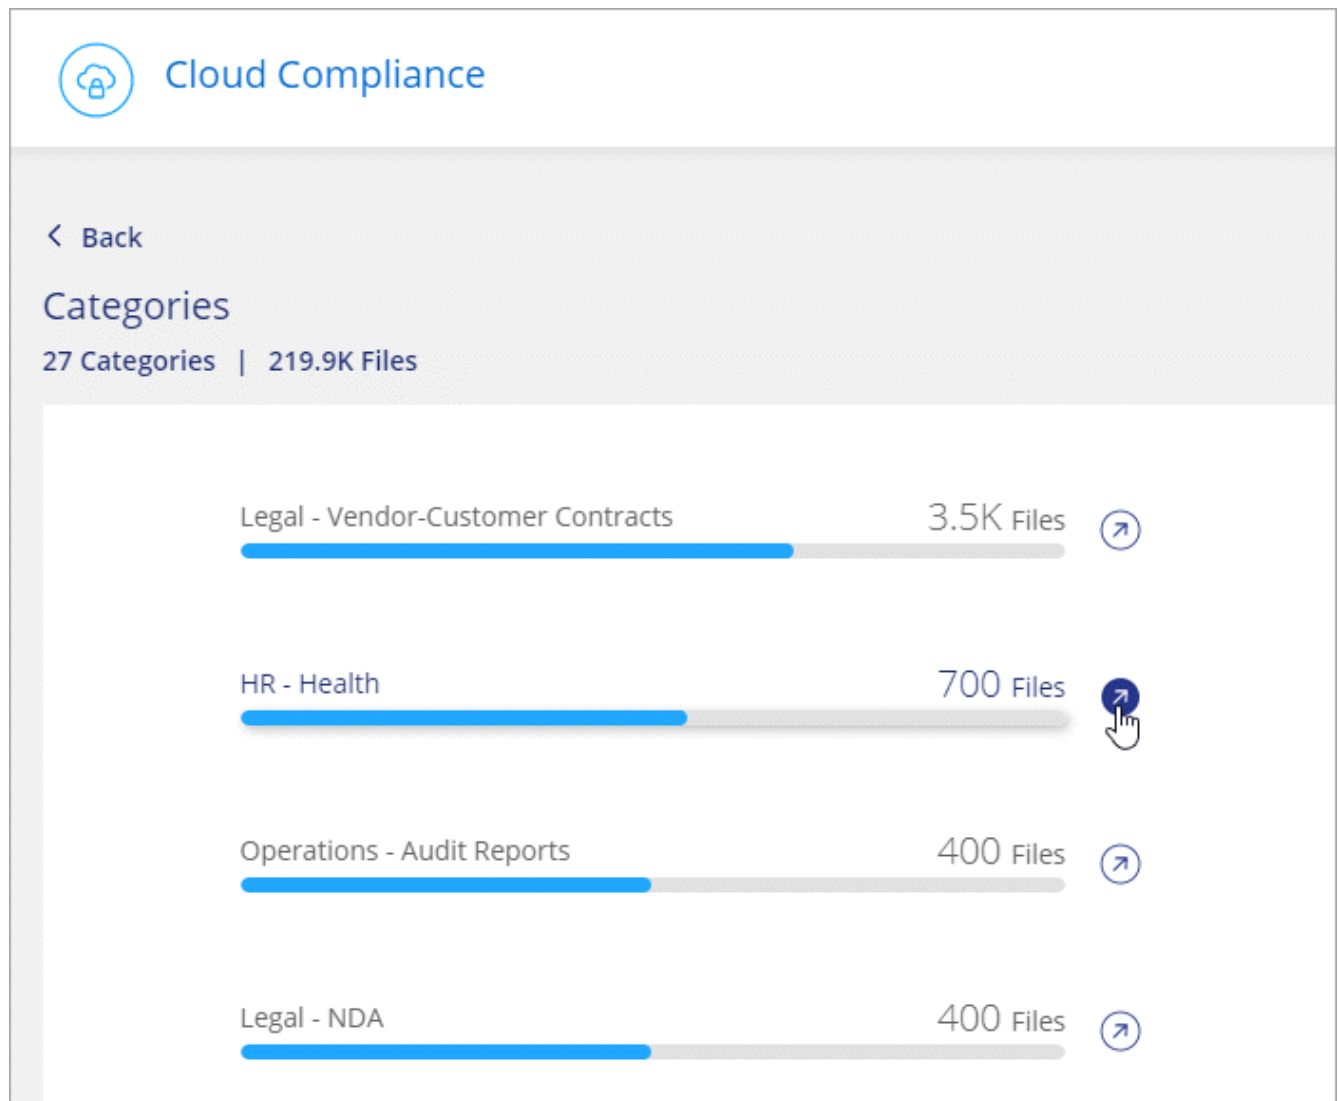 Cloud Compliance
Back
Categories
27 Categories | 219.9K Files
Legal - Vendor-Customer Contracts 3.5K Files
HR - Health 700 Files
Operations - Audit Reports 400 Files
Legal - NDA 400 Files